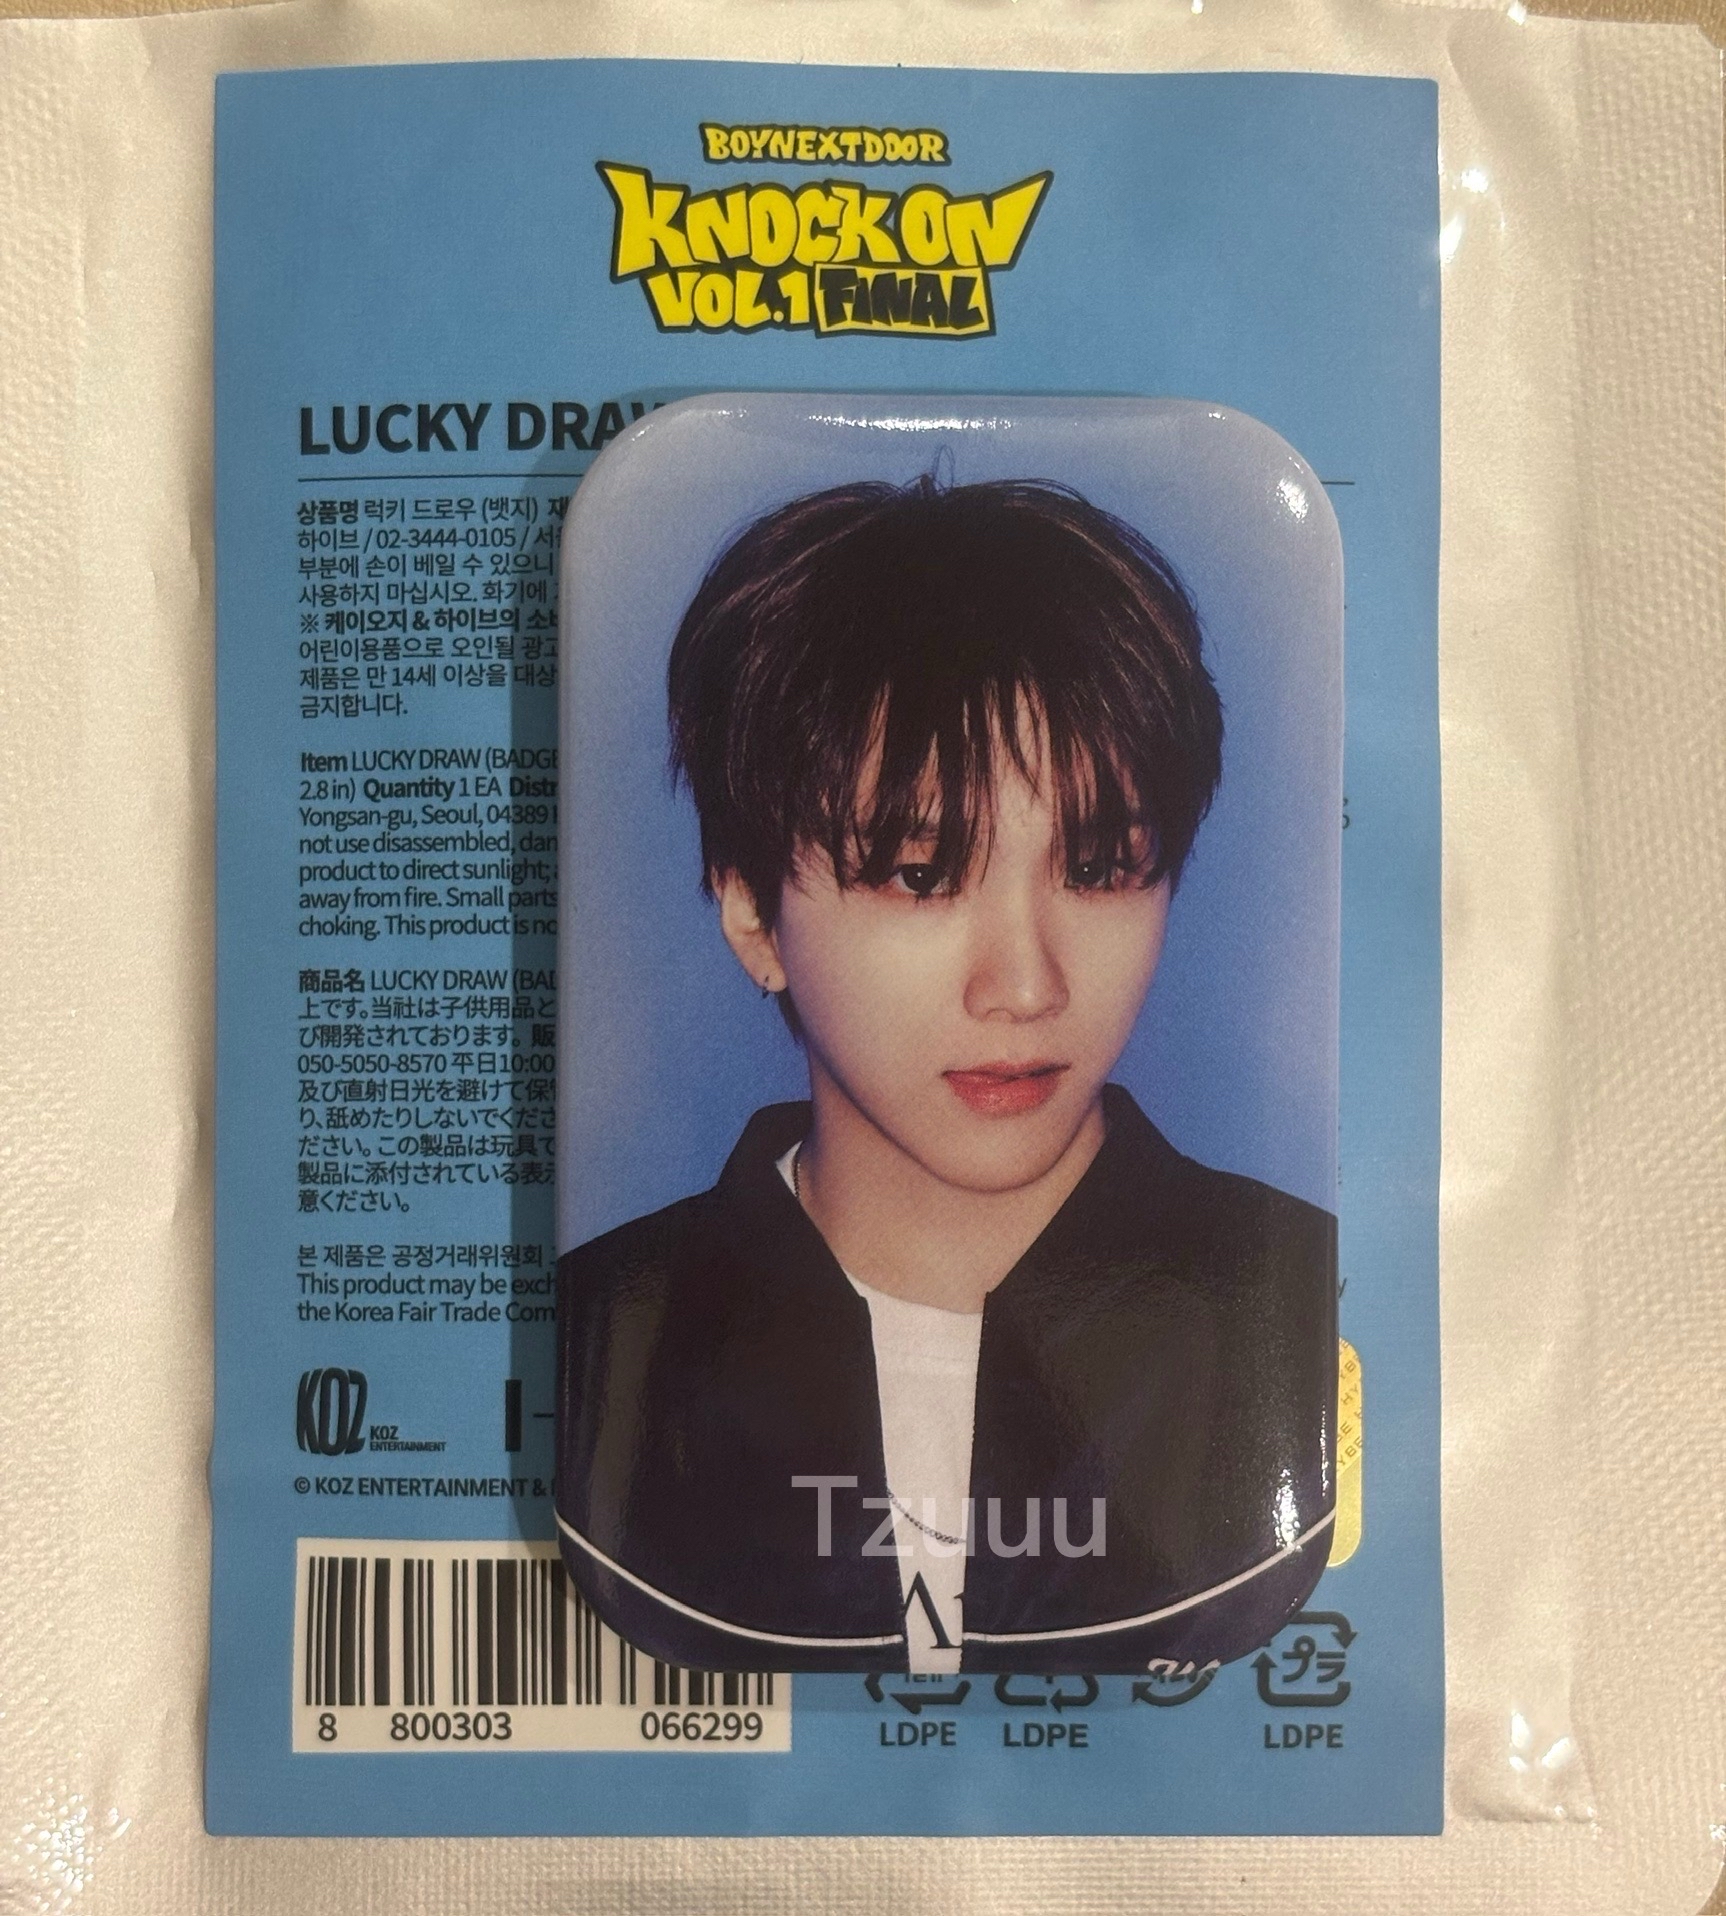 BOYNEXTDOOR
KNOCK ON
VOL.1 FINAL
LUCKY DRAW
상품명 럭키 드로우 (뱃지) 재
하이브 / 02-3444-0105 / 서울
부분에 손이 베일 수 있으니
사용하지 마십시오. 화기에
※ 케이오지 & 하이브의 소비
어린이용품으로 오인될 광고
제품은 만 14세 이상을 대상
금지합니다.
Item LUCKY DRAW (BADGE
2.8 in) Quantity 1 EA Distr
Yongsan-gu, Seoul, 04389
not use disassembled, dam
product to direct sunlight;
away from fire. Small parts
choking. This product is no
商品名 LUCKY DRAW (BAD
上です。当社は子供用品と
び開発されております。販
050-5050-8570 平日10:00
及び直射日光を避けて保管
り、舐めたりしないでくださ
ださい。この製品は玩具で
製品に添付されている表示
意ください。
본 제품은 공정거래위원회
This product may be exch
the Korea Fair Trade Com
KOZ KOZ
ENTERTAINMENT
© KOZ ENTERTAINMENT &
Tzuuu
プラ
8 800303 066299
LDPE LDPE LDPE